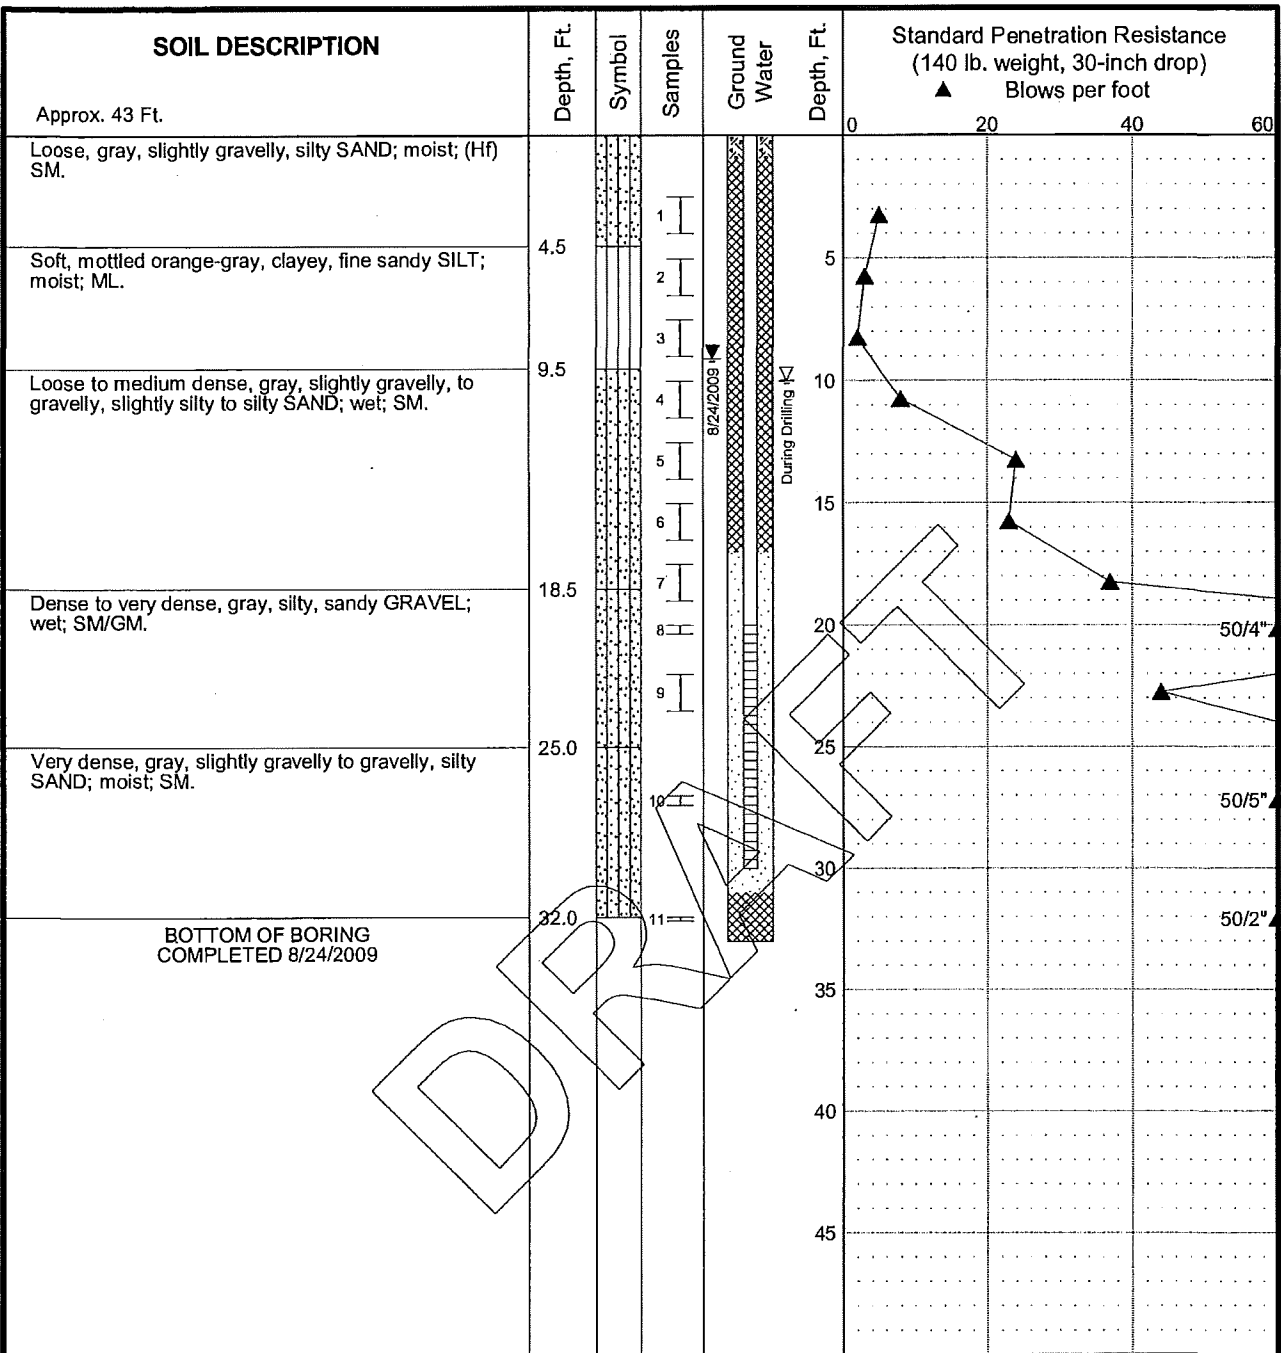 SOIL DESCRIPTION
Approx. 43 Ft.
Depth, Ft.
Symbol
Samples
Ground
Water
Depth, Ft.
Standard Penetration Resistance
(140 lb. weight, 30-inch drop)
▲ Blows per foot
0 20 40 60
Loose, gray, slightly gravelly, silty SAND; moist; (Hf)
SM.
1
4.5
Soft, mottled orange-gray, clayey, fine sandy SILT;
moist; ML.
2
3
5
9.5
Loose to medium dense, gray, slightly gravelly, to
gravelly, slightly silty to silty SAND; wet; SM.
4
5
6
7
8/24/2009
During Drilling
10
15
18.5
Dense to very dense, gray, silty, sandy GRAVEL;
wet; SM/GM.
8
9
20
50/4"
25.0
Very dense, gray, slightly gravelly to gravelly, silty
SAND; moist; SM.
10
25
50/5"
30
32.0
11
50/2"
BOTTOM OF BORING
COMPLETED 8/24/2009
35
40
45
DRAFT